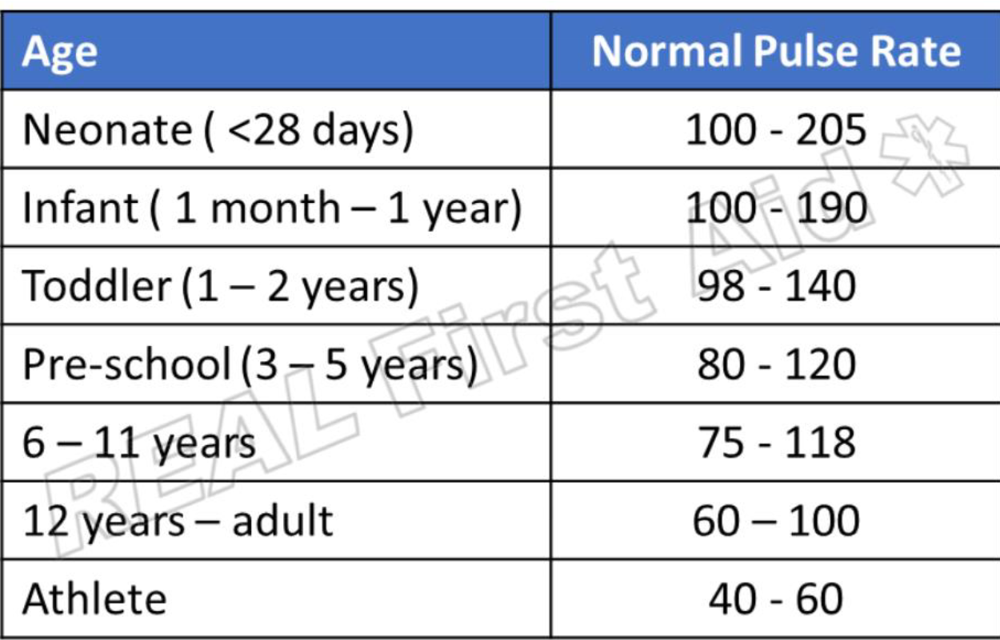 Age Normal Pulse Rate
Neonate ( <28 days) 100 - 205
Infant ( 1 month – 1 year) 100 - 190
Toddler (1 – 2 years) 98 - 140
Pre-school (3 – 5 years) 80 - 120
6 – 11 years 75 - 118
12 years – adult 60 – 100
Athlete 40 - 60
REAL First Aid